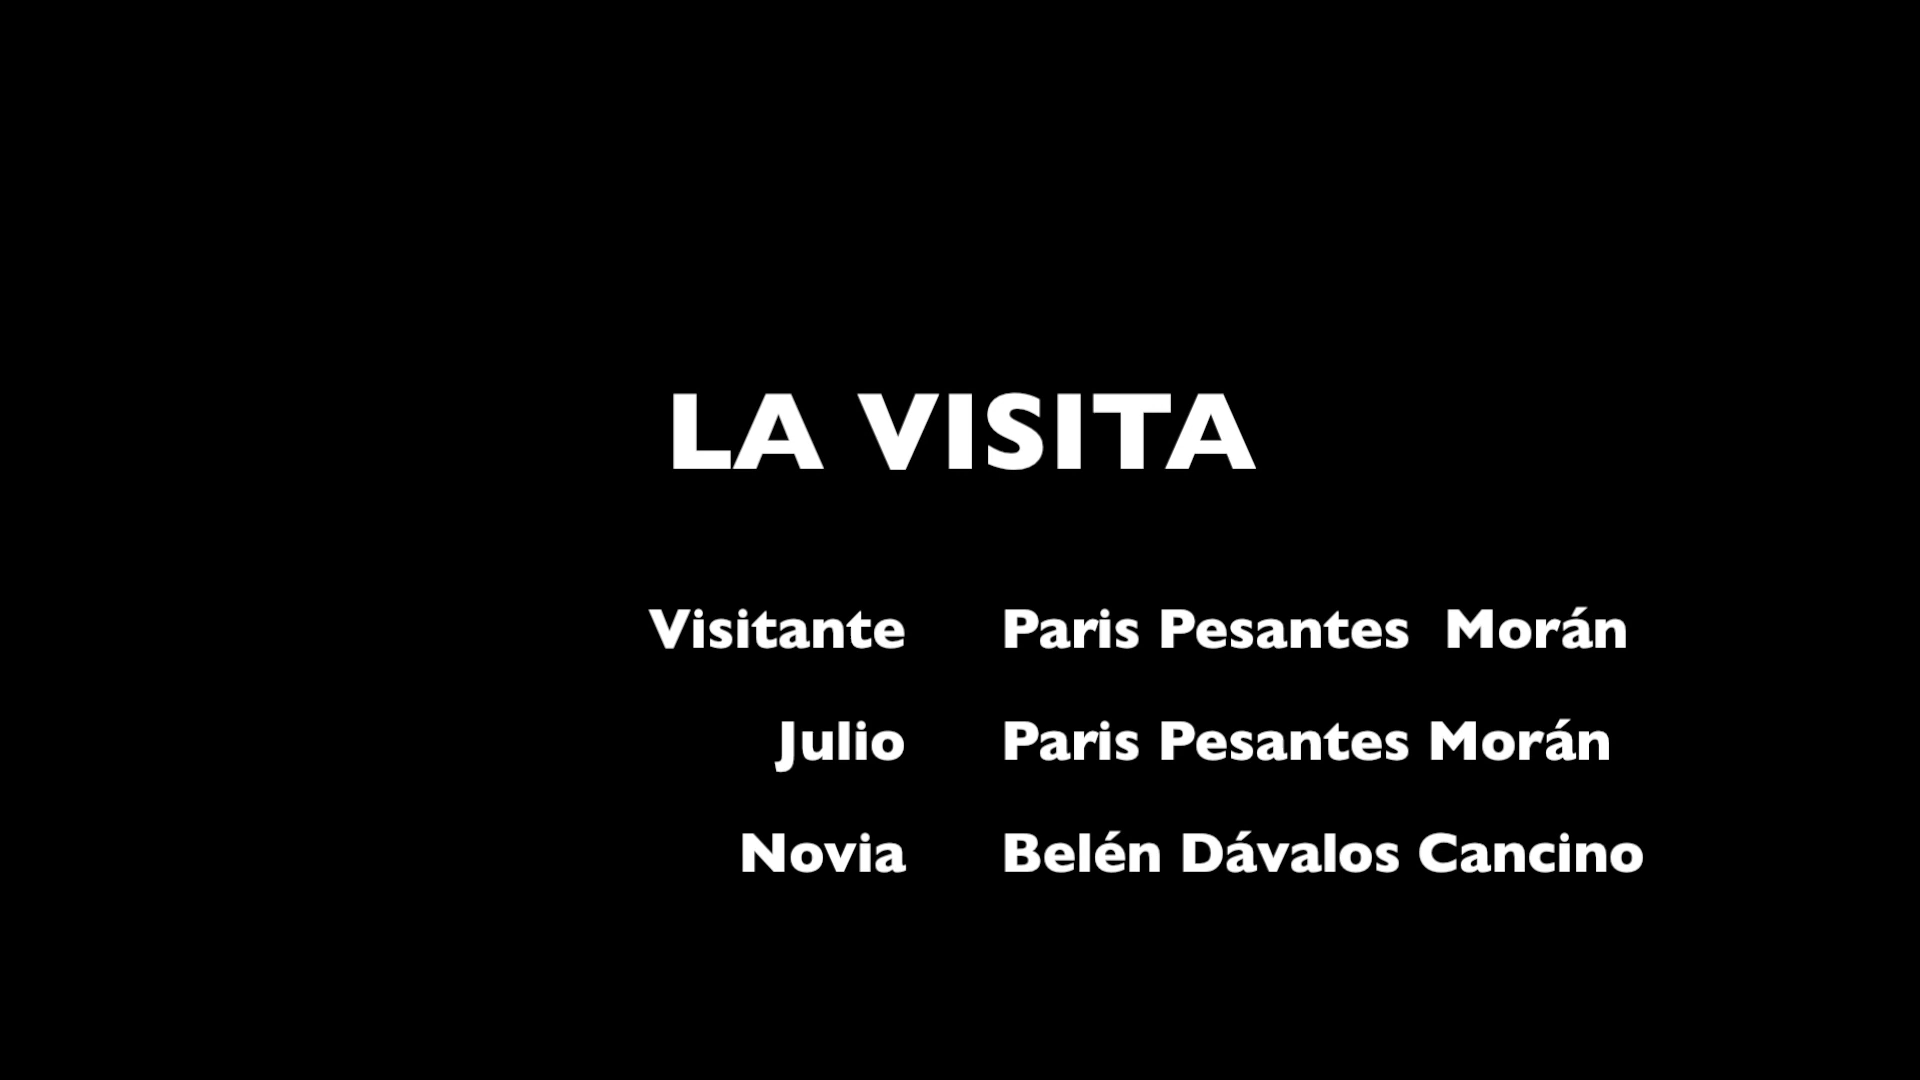 LA VISITA
Visitante Paris Pesantes  Morán
Julio Paris Pesantes Morán
Novia Belén Dávalos Cancino